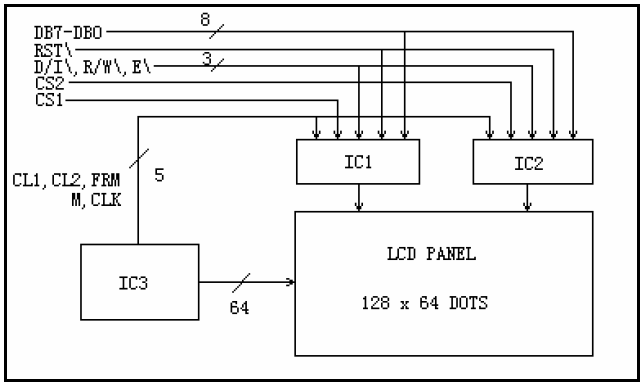 8
DB7-DB0
RST\
D/I\, R/W\, E\
3
CS2
CS1
IC1
IC2
5
CL1, CL2, FRM
M, CLK
LCD PANEL
IC3
64
128 x 64 DOTS